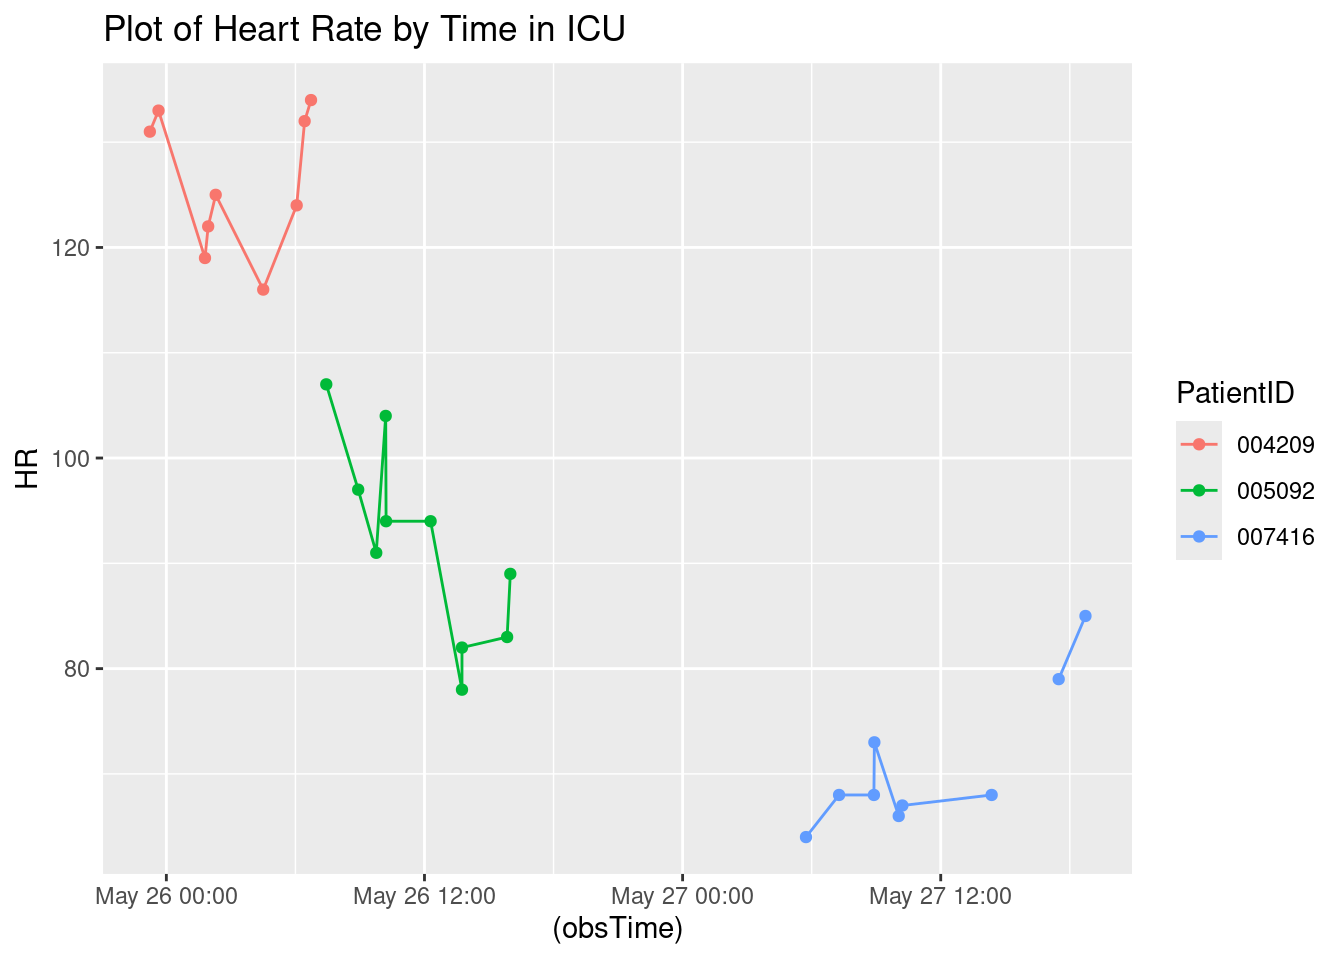 Plot of Heart Rate by Time in ICU
HR
120
100
80
May 26 00:00
May 26 12:00
May 27 00:00
May 27 12:00
(obsTime)
PatientID
004209
005092
007416